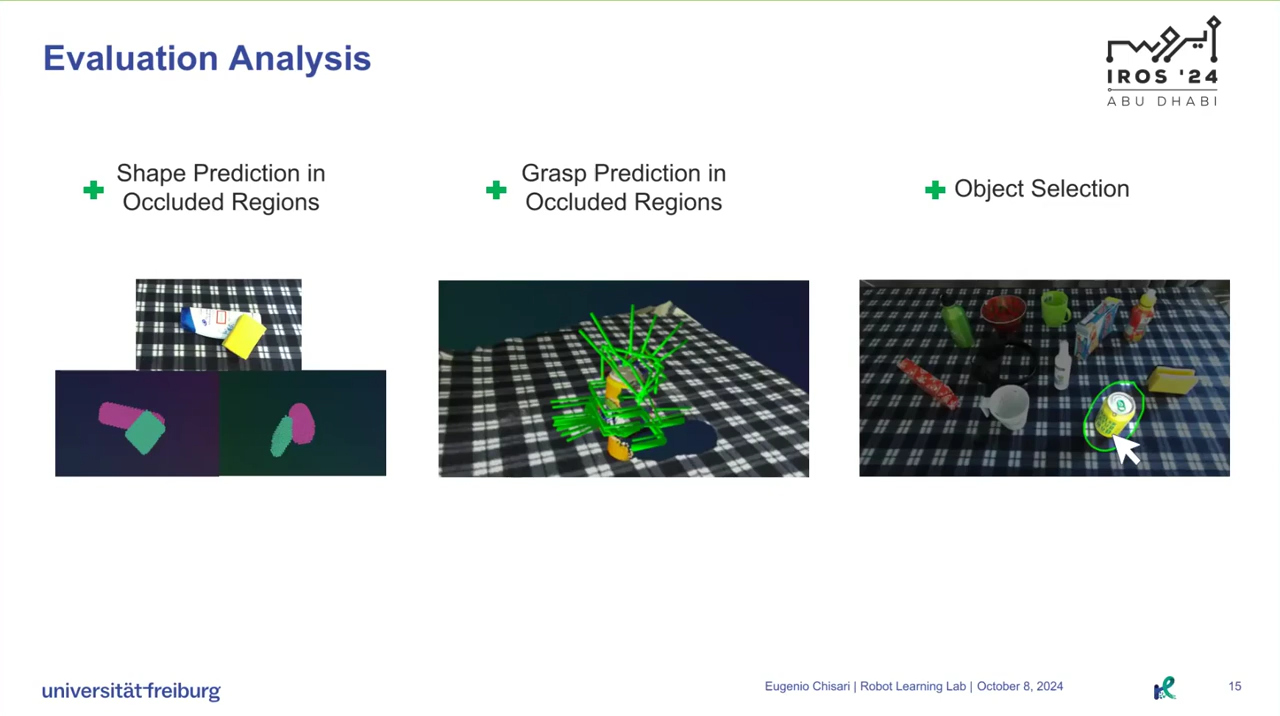 Evaluation Analysis
أيروس
IROS '24
ABU DHABI
Shape Prediction in
Occluded Regions
Grasp Prediction in
Occluded Regions
Object Selection
universität freiburg
Eugenio Chisari | Robot Learning Lab | October 8, 2024
15